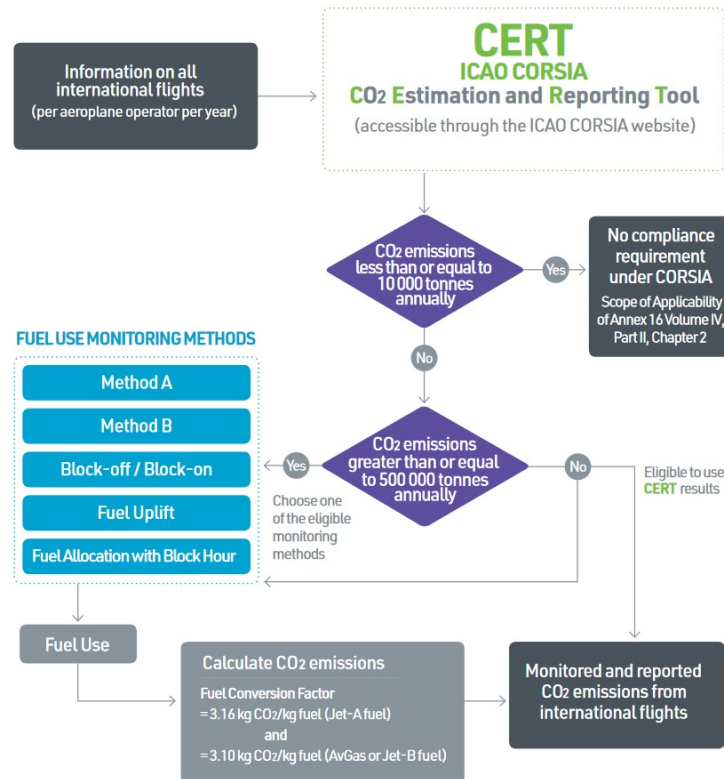 Information on all
international flights
(per aeroplane operator per year)
CERT
ICAO CORSIA
CO2 Estimation and Reporting Tool
(accessible through the ICAO CORSIA website)
CO2 emissions
less than or equal to
10 000 tonnes
annually
Yes
No compliance
requirement
under CORSIA
Scope of Applicability
of Annex 16 Volume IV,
Part II, Chapter 2
No
FUEL USE MONITORING METHODS
Method A
Method B
Block-off / Block-on
Fuel Uplift
Fuel Allocation with Block Hour
Yes
Choose one
of the eligible
monitoring
methods
CO2 emissions
greater than or equal
to 500 000 tonnes
annually
No
Eligible to use
CERT results
Fuel Use
Calculate CO2 emissions
Fuel Conversion Factor
= 3.16 kg CO2/kg fuel (Jet-A fuel)
and
= 3.10 kg CO2/kg fuel (AvGas or Jet-B fuel)
Monitored and reported
CO2 emissions from
international flights